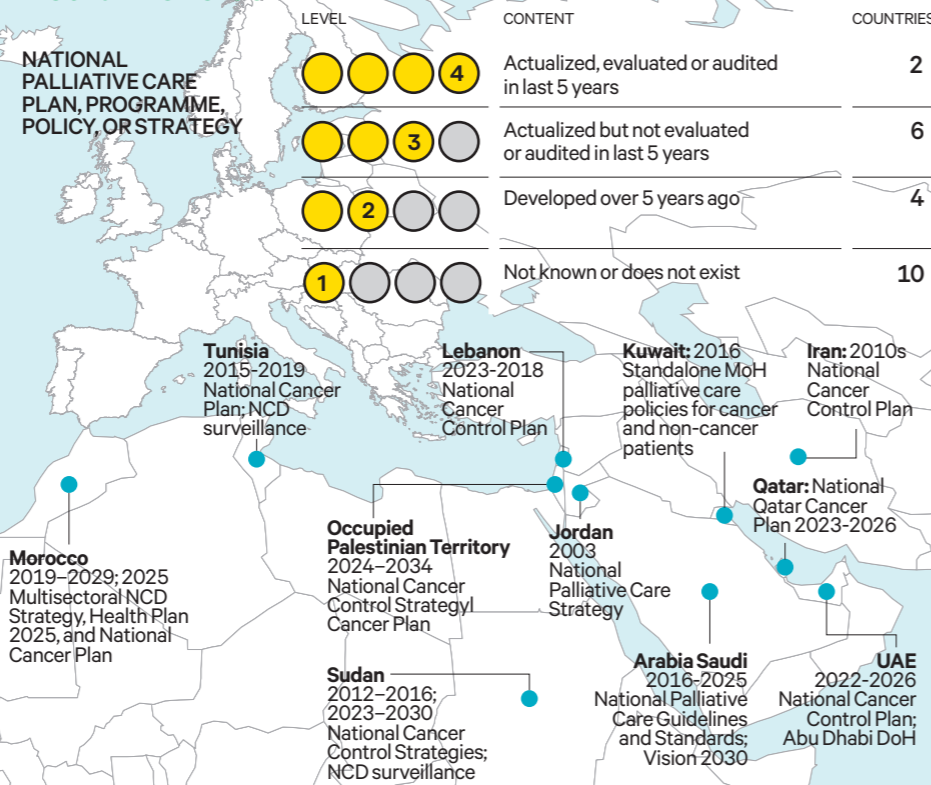 LEVEL
CONTENT
COUNTRIES
NATIONAL
PALLIATIVE CARE
PLAN, PROGRAMME,
POLICY, OR STRATEGY
4
Actualized, evaluated or audited
in last 5 years
2
3
Actualized but not evaluated
or audited in last 5 years
6
2
Developed over 5 years ago
4
1
Not known or does not exist
10
Tunisia
2015-2019
National Cancer
Plan; NCD
surveillance
Lebanon
2023-2018
National
Cancer
Control Plan
Kuwait: 2016
Standalone MoH
palliative care
policies for cancer
and non-cancer
patients
Iran: 2010s
National
Cancer
Control Plan
Qatar: National
Qatar Cancer
Plan 2023-2026
Morocco
2019–2029; 2025
Multisectoral NCD
Strategy, Health Plan
2025, and National
Cancer Plan
Occupied
Palestinian Territory
2024–2034
National Cancer
Control Strategyl
Cancer Plan
Jordan
2003
National
Palliative Care
Strategy
Sudan
2012–2016;
2023–2030
National Cancer
Control Strategies;
NCD surveillance
Arabia Saudi
2016-2025
National Palliative
Care Guidelines
and Standards;
Vision 2030
UAE
2022-2026
National Cancer
Control Plan;
Abu Dhabi DoH